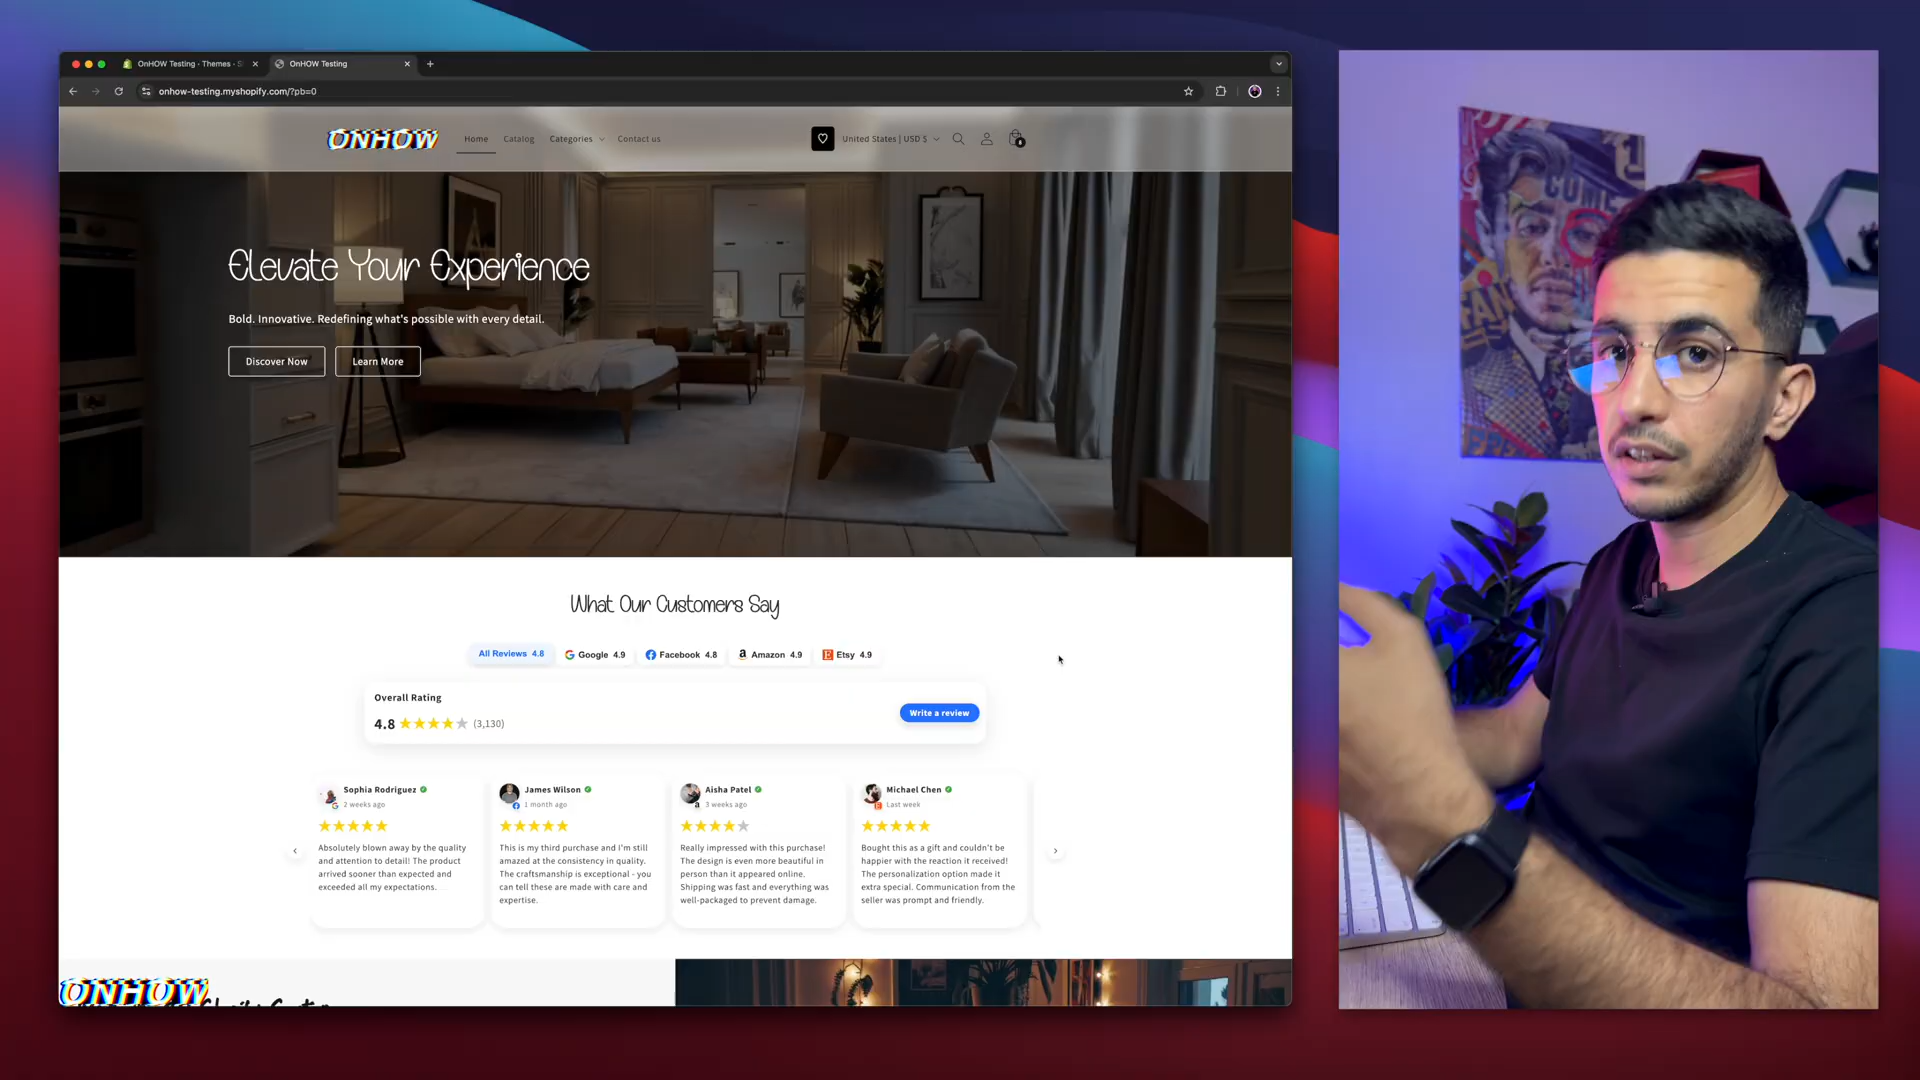 OnHOW Testing · Themes · S
OnHOW Testing
onhow-testing.myshopify.com/?pb=0
ONHOW
Home
Catalog
Categories
Contact us
United States | USD $
Elevate Your Experience
Bold. Innovative. Redefining what's possible with every detail.
Discover Now
Learn More
What Our Customers Say
All Reviews 4.8
Google 4.9
Facebook 4.8
Amazon 4.9
Etsy 4.9
Overall Rating
4.8 ★★★★★ (3,130)
Write a review
Sophia Rodriguez
2 weeks ago
Absolutely blown away by the quality
and attention to detail! The product
arrived sooner than expected and
exceeded all my expectations.
James Wilson
1 month ago
This is my third purchase and I'm still
amazed at the consistency in quality.
The craftsmanship is exceptional - you
can tell these are made with care and
expertise.
Aisha Patel
3 weeks ago
Really impressed with this purchase!
The design is even more beautiful in
person than it appeared online.
Shipping was fast and everything was
well-packaged to prevent damage.
Michael Chen
Last week
Bought this as a gift and couldn't be
happier with the reaction it received!
The personalization option made it
extra special. Communication from the
seller was prompt and friendly.
ONHOW